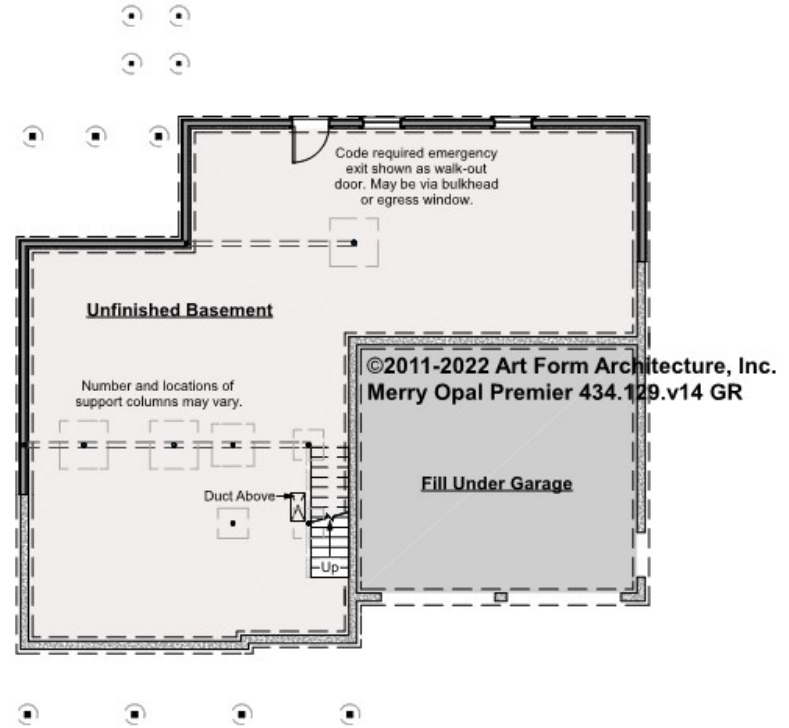 Code required emergency
exit shown as walk-out
door. May be via bulkhead
or egress window.
Unfinished Basement
©2011-2022 Art Form Architecture, Inc.
Merry Opal Premier 434.129.v14 GR
Number and locations of
support columns may vary.
Fill Under Garage
Duct Above
Up